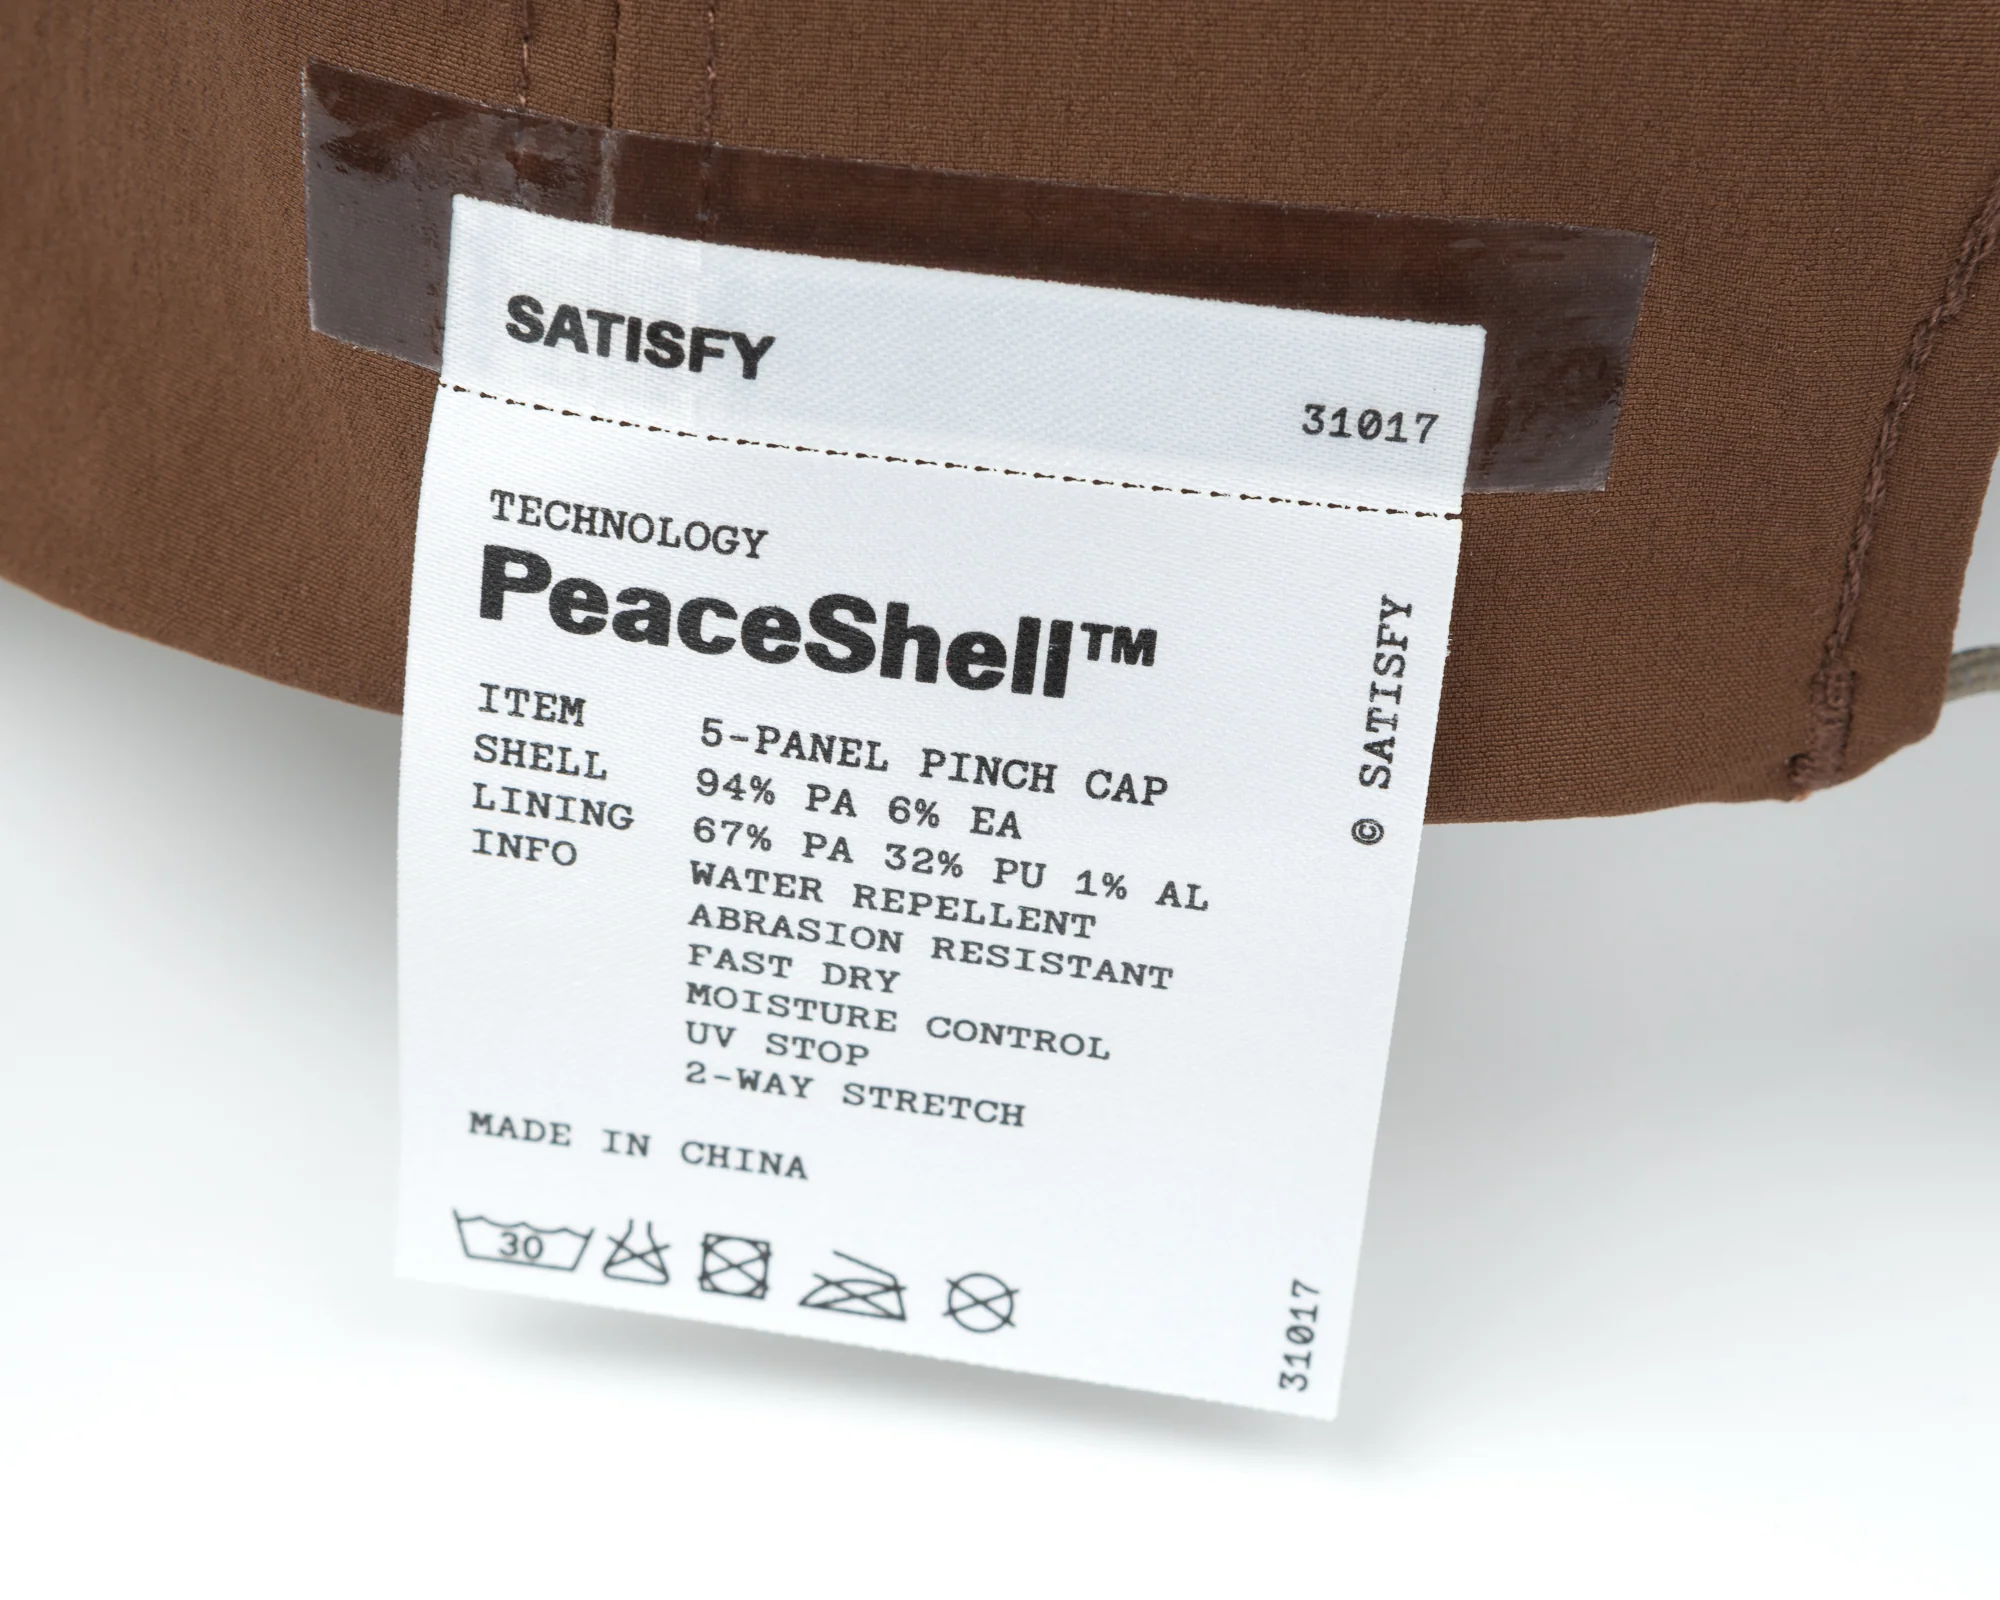 SATISFY
31017
TECHNOLOGY
PeaceShell™
ITEM 5-PANEL PINCH CAP
SHELL 94% PA 6% EA
LINING 67% PA 32% PU 1% AL
INFO WATER REPELLENT
ABRASION RESISTANT
FAST DRY
MOISTURE CONTROL
UV STOP
2-WAY STRETCH
MADE IN CHINA
30
© SATISFY
31017